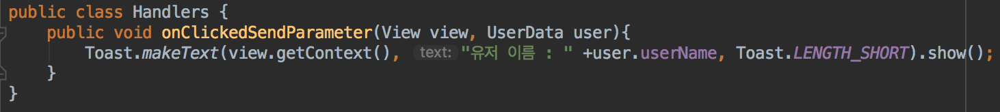 public class Handlers {
public void onClickedSendParameter(View view, UserData user){
Toast.makeText(view.getContext(), text: "유저 이름 : " +user.userName, Toast.LENGTH_SHORT).show();
}
}